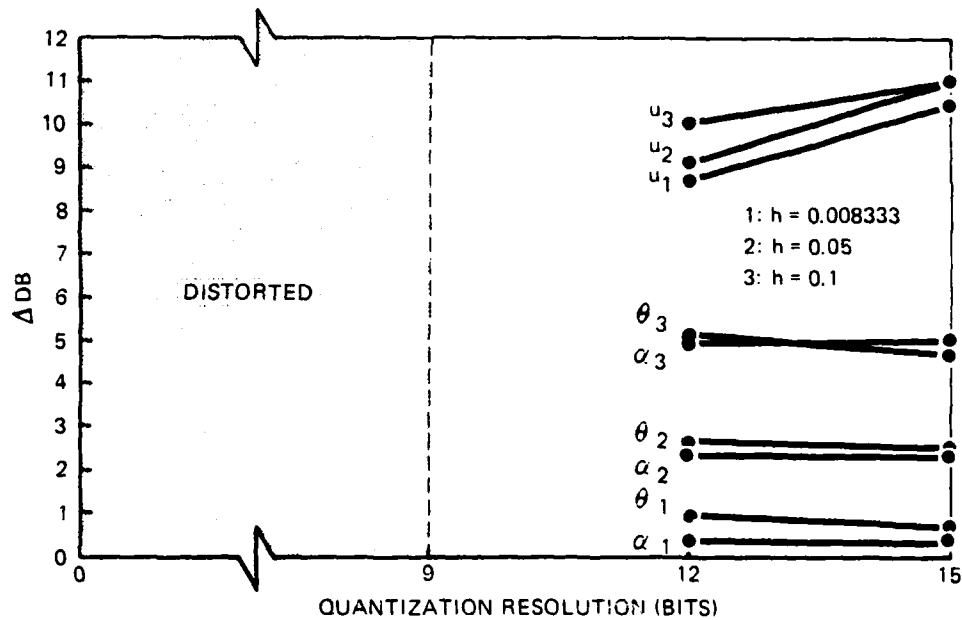 12
11
10
9
8
7
6
5
4
3
2
1
0
Δ DB
DISTORTED
u3
u2
u1
1: h = 0.008333
2: h = 0.05
3: h = 0.1
θ3
α3
θ2
α2
θ1
α1
0 9 12 15
QUANTIZATION RESOLUTION (BITS)